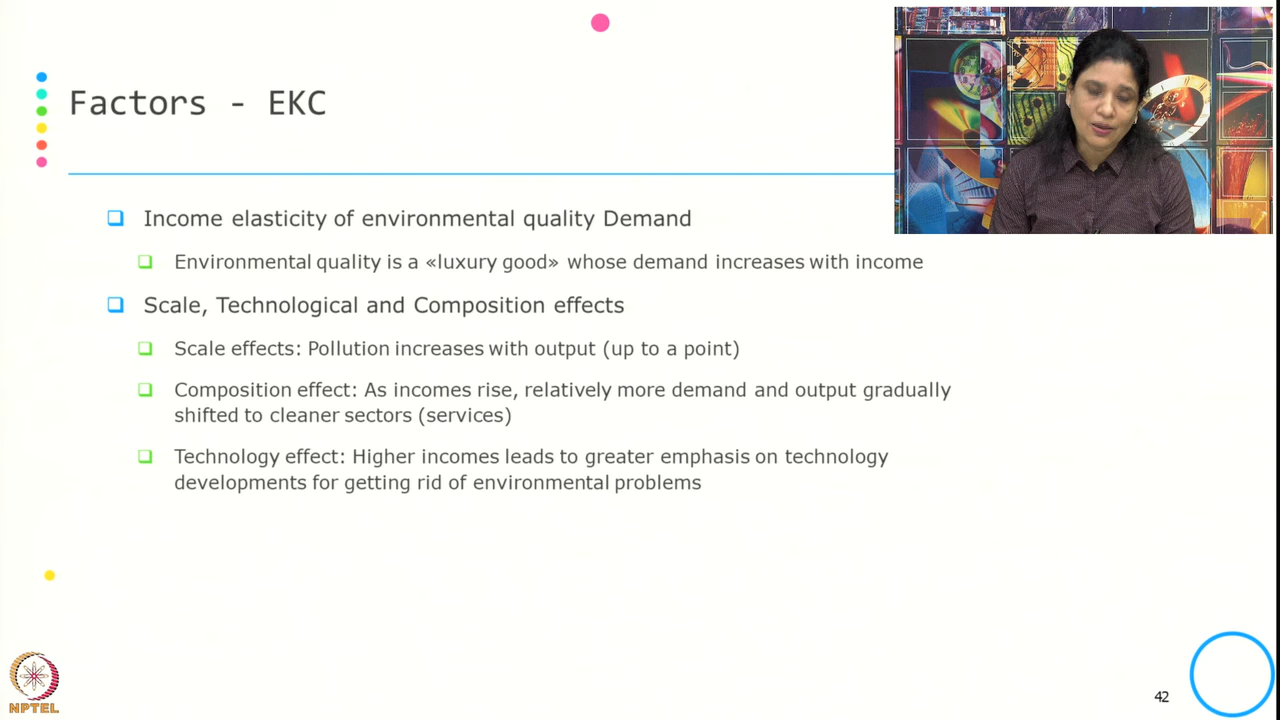 Factors - EKC
Income elasticity of environmental quality Demand
Environmental quality is a «luxury good» whose demand increases with income
Scale, Technological and Composition effects
Scale effects: Pollution increases with output (up to a point)
Composition effect: As incomes rise, relatively more demand and output gradually
shifted to cleaner sectors (services)
Technology effect: Higher incomes leads to greater emphasis on technology
developments for getting rid of environmental problems
NPTEL
42